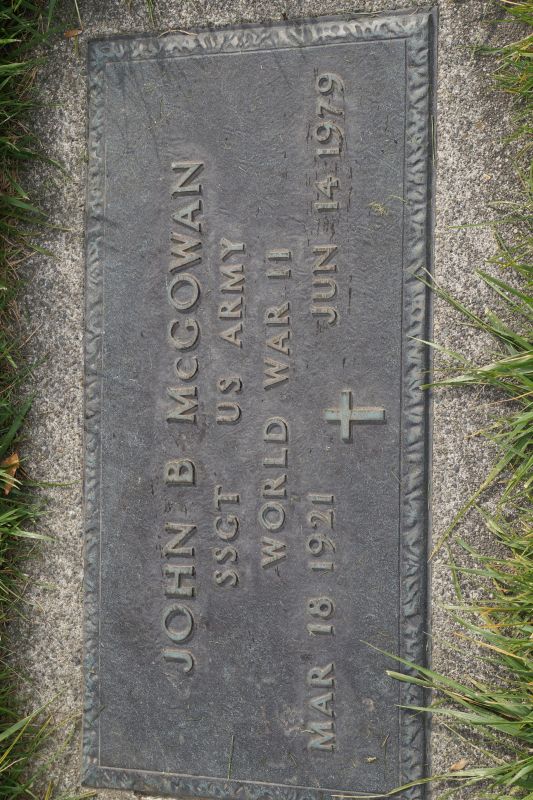 JOHN B McGOWAN
SSGT US ARMY
WORLD WAR II
MAR 18 1921 JUN 14 1979